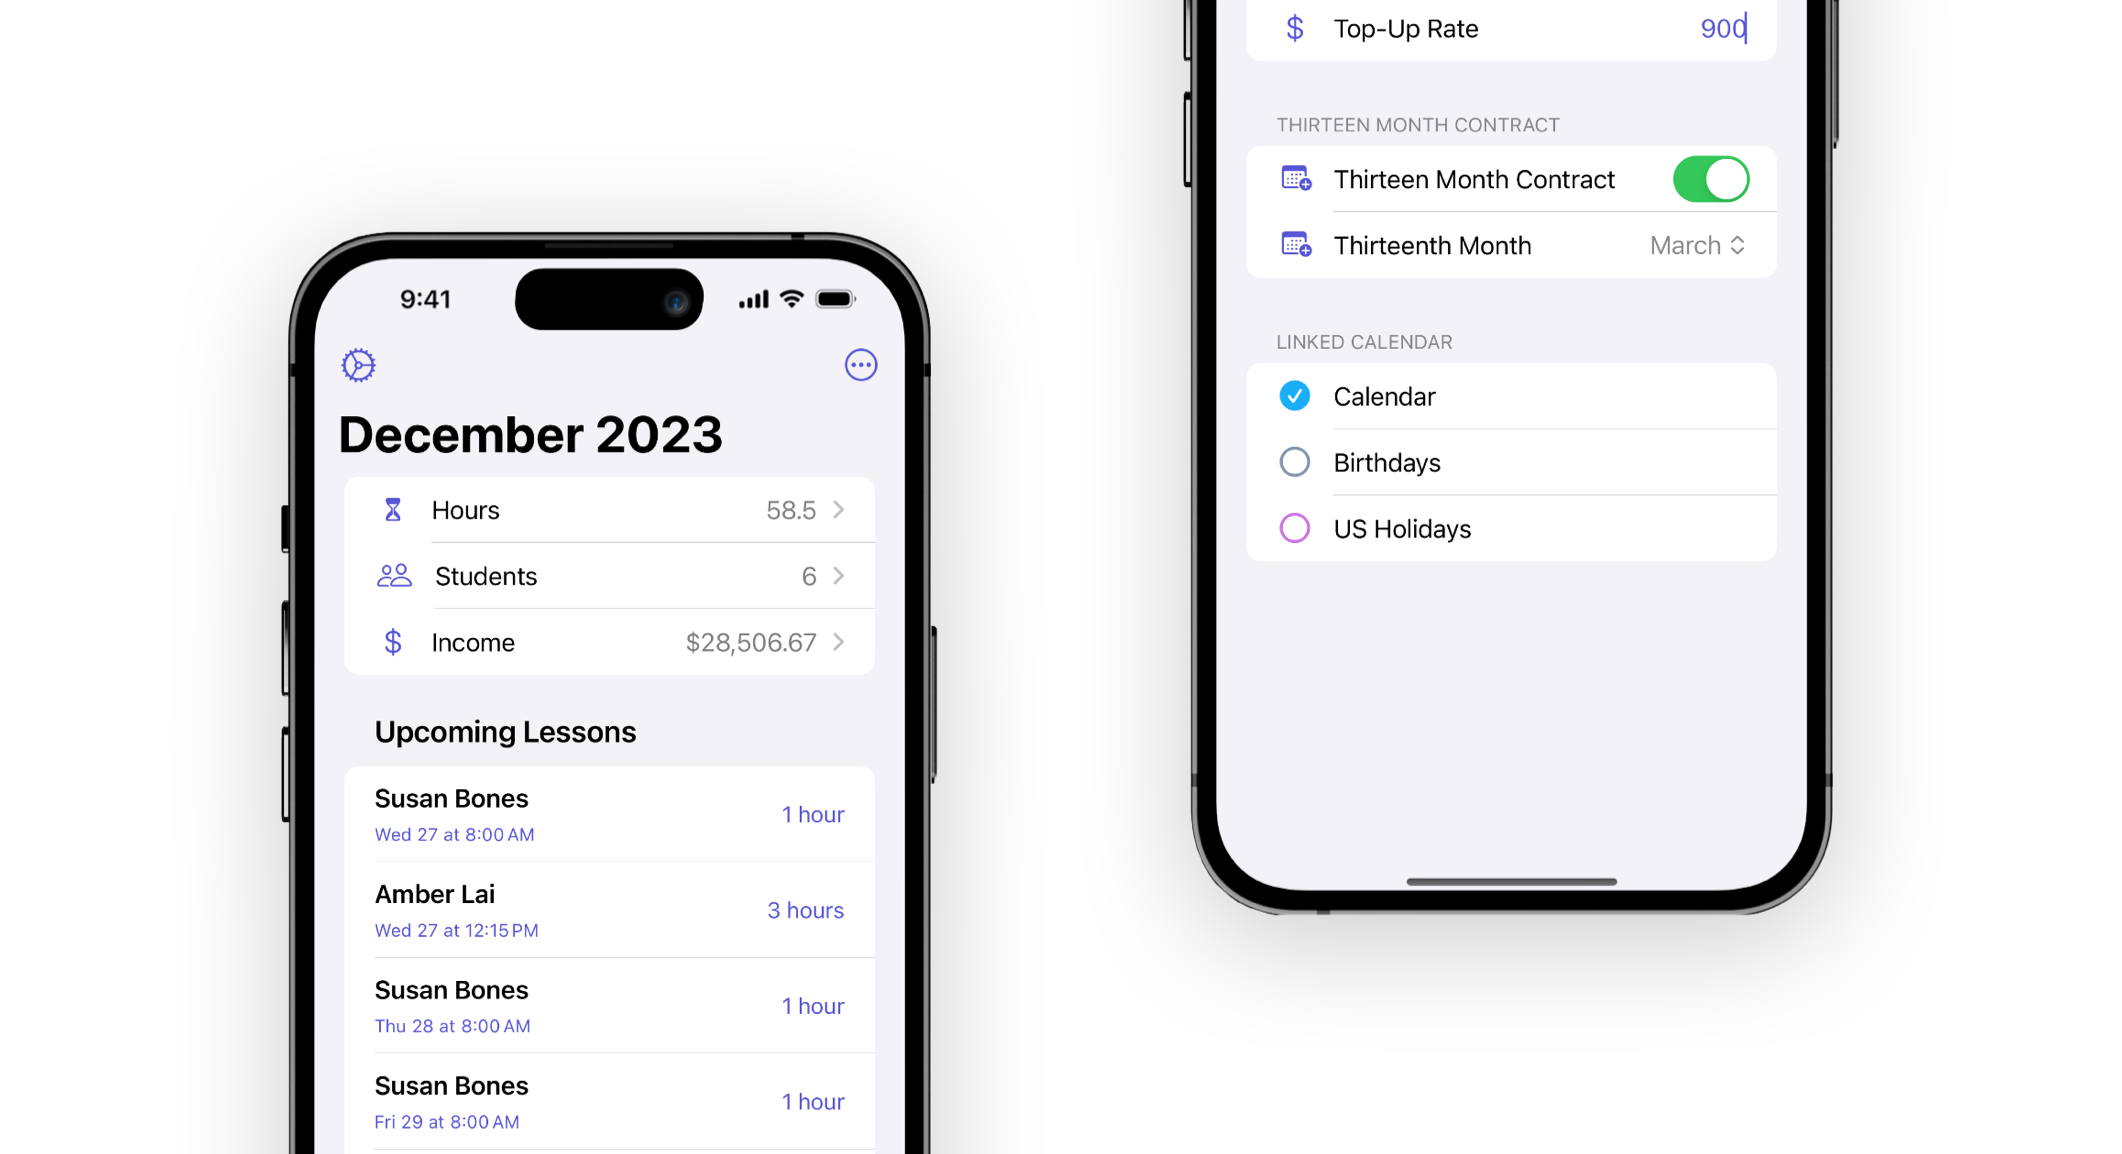 9:41
December 2023
Hours 58.5
Students 6
Income $28,506.67
Upcoming Lessons
Susan Bones
Wed 27 at 8:00 AM
1 hour
Amber Lai
Wed 27 at 12:15 PM
3 hours
Susan Bones
Thu 28 at 8:00 AM
1 hour
Susan Bones
Fri 29 at 8:00 AM
1 hour
$ Top-Up Rate 900
THIRTEEN MONTH CONTRACT
Thirteen Month Contract
Thirteenth Month March
LINKED CALENDAR
Calendar
Birthdays
US Holidays